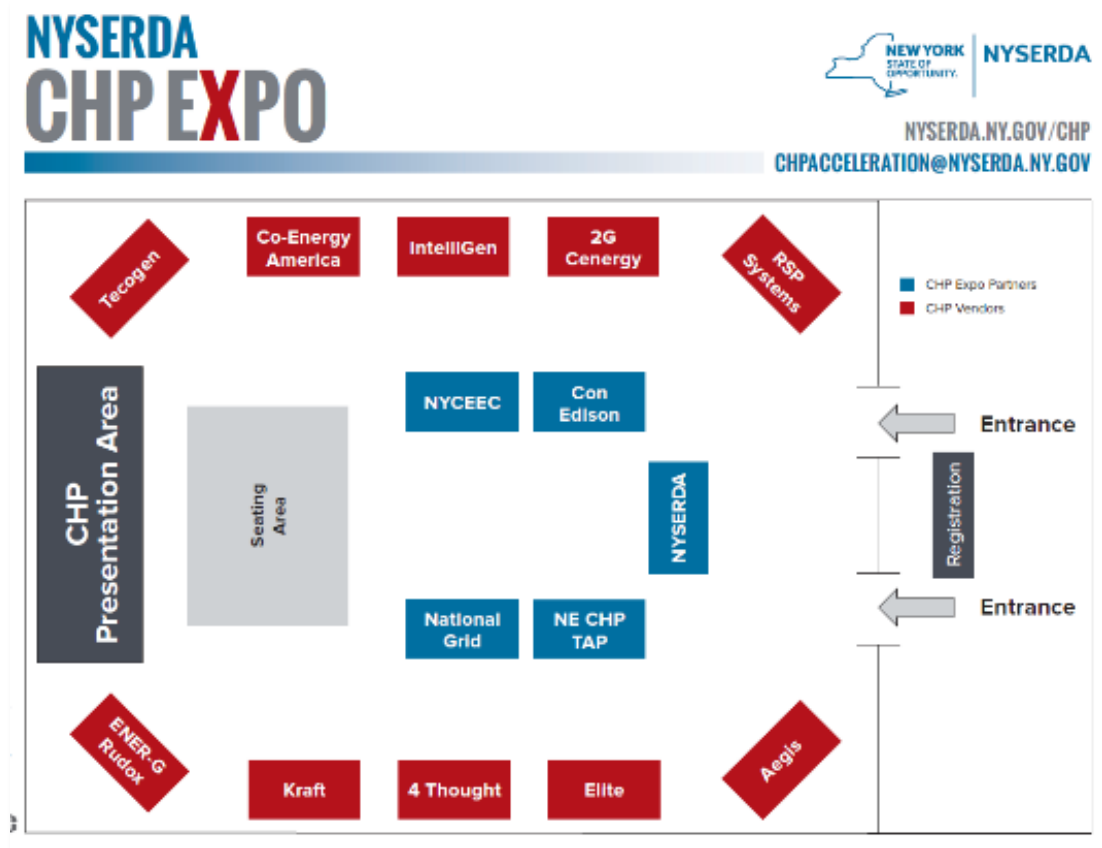 NYSERDA
CHP EXPO
NEW YORK
STATE OF
OPPORTUNITY.
NYSERDA
NYSERDA.NY.GOV/CHP
CHPACCELERATION@NYSERDA.NY.GOV
Tecogen
Co-Energy
America
IntelliGen
2G
Cenergy
RSP
Systems
CHP Expo Partners
CHP Vendors
CHP
Presentation Area
Seating
Area
NYCEEC
Con
Edison
NYSERDA
National
Grid
NE CHP
TAP
Entrance
Registration
Entrance
ENER-G
Rudox
Kraft
4 Thought
Elite
Aegis